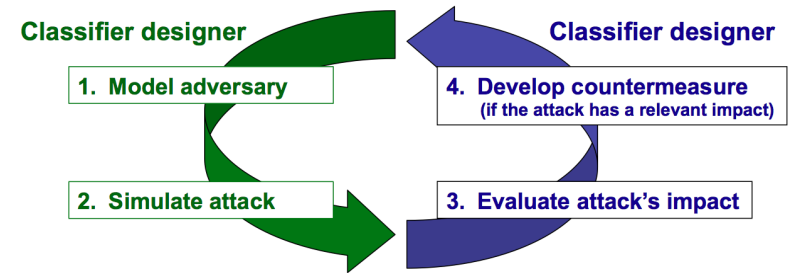 Classifier designer
1. Model adversary
2. Simulate attack
Classifier designer
4. Develop countermeasure
(if the attack has a relevant impact)
3. Evaluate attack's impact